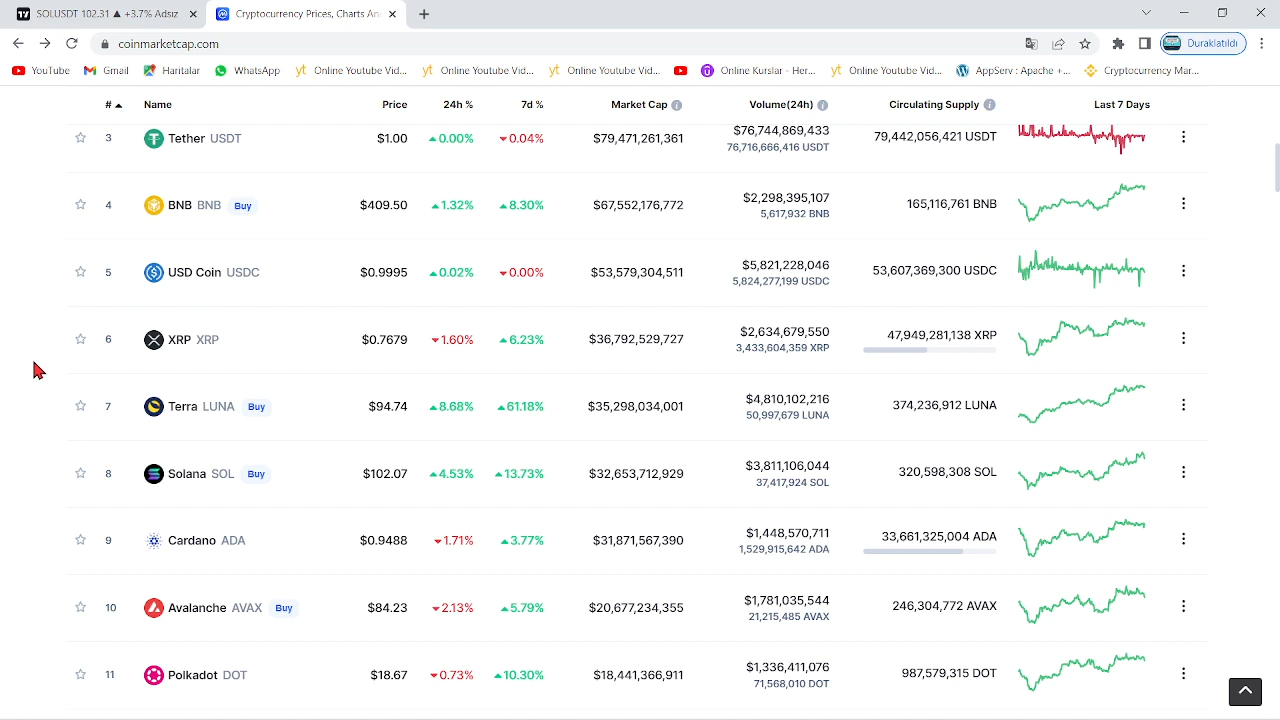 SOLUSDT 102.31 ▲ +3.7% Adsız
Cryptocurrency Prices, Charts An
coinmarketcap.com
Duraklatıldı
YouTube Gmail Haritalar WhatsApp Online Youtube Vid... Online Youtube Vid... Online Youtube Vid... Online Kurslar - Her... Online Youtube Vid... AppServ : Apache +... Cryptocurrency Mar...
# Name Price 24h % 7d % Market Cap Volume(24h) Circulating Supply Last 7 Days
3 Tether USDT $1.00 0.00% 0.04% $79,471,261,361 $76,744,869,433 79,442,056,421 USDT
76,716,666,416 USDT
4 BNB BNB Buy $409.50 1.32% 8.30% $67,552,176,772 $2,298,395,107 165,116,761 BNB
5,617,932 BNB
5 USD Coin USDC $0.9995 0.02% 0.00% $53,579,304,511 $5,821,228,046 53,607,369,300 USDC
5,824,277,199 USDC
6 XRP XRP $0.7679 1.60% 6.23% $36,792,529,727 $2,634,679,550 47,949,281,138 XRP
3,433,604,359 XRP
7 Terra LUNA Buy $94.74 8.68% 61.18% $35,298,034,001 $4,810,102,216 374,236,912 LUNA
50,997,679 LUNA
8 Solana SOL Buy $102.07 4.53% 13.73% $32,653,712,929 $3,811,106,044 320,598,308 SOL
37,417,924 SOL
9 Cardano ADA $0.9488 1.71% 3.77% $31,871,567,390 $1,448,570,711 33,661,325,004 ADA
1,529,915,642 ADA
10 Avalanche AVAX Buy $84.23 2.13% 5.79% $20,677,234,355 $1,781,035,544 246,304,772 AVAX
21,215,485 AVAX
11 Polkadot DOT $18.67 0.73% 10.30% $18,441,366,911 $1,336,411,076 987,579,315 DOT
71,568,010 DOT